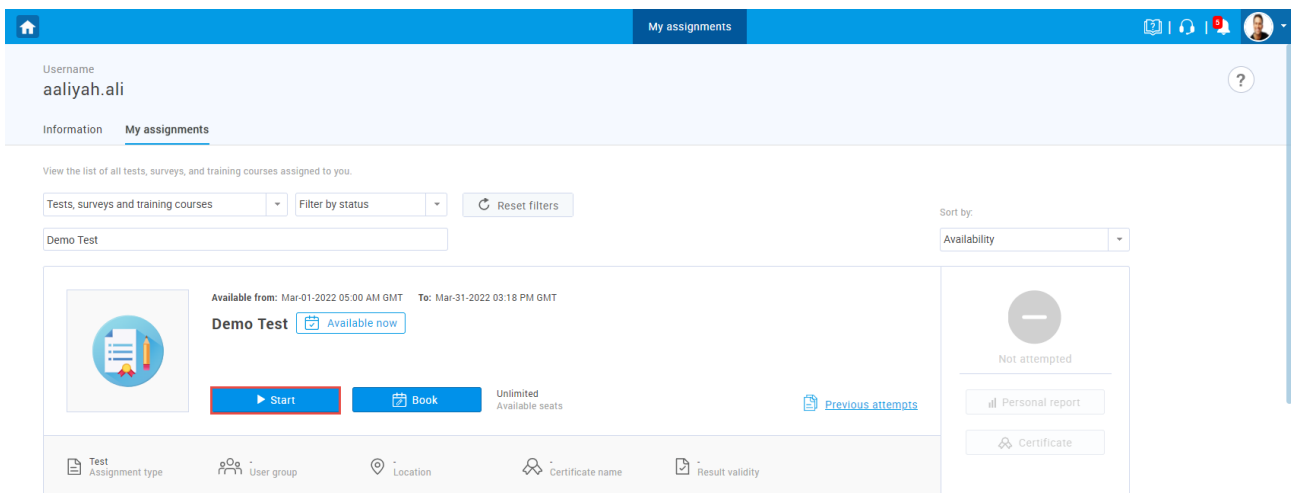 My assignments
?
5
Username
aaliyah.ali
?
Information My assignments
View the list of all tests, surveys, and training courses assigned to you.
Tests, surveys and training courses Filter by status Reset filters
Sort by:
Demo Test
Availability
Available from: Mar-01-2022 05:00 AM GMT To: Mar-31-2022 03:18 PM GMT
Demo Test Available now
Not attempted
Start Book Unlimited
Available seats
Previous attempts
Personal report
Certificate
Test
Assignment type
-
User group
-
Location
-
Certificate name
-
Result validity